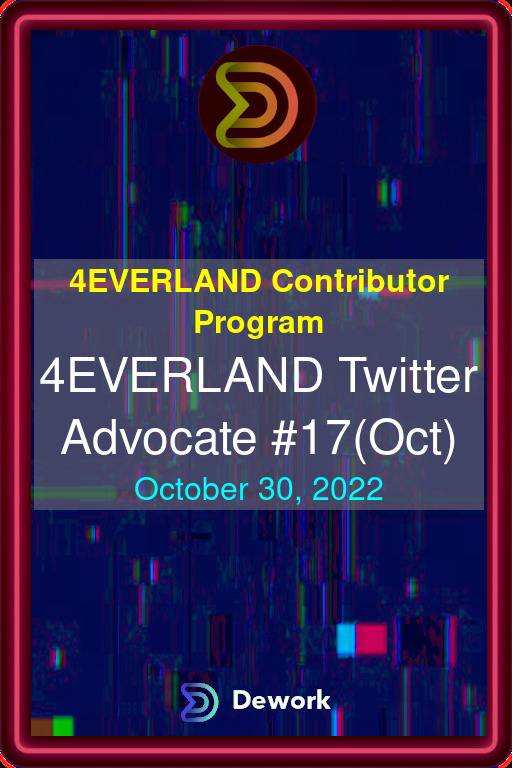 4EVERLAND Contributor
Program
4EVERLAND Twitter
Advocate #17(Oct)
October 30, 2022
Dework